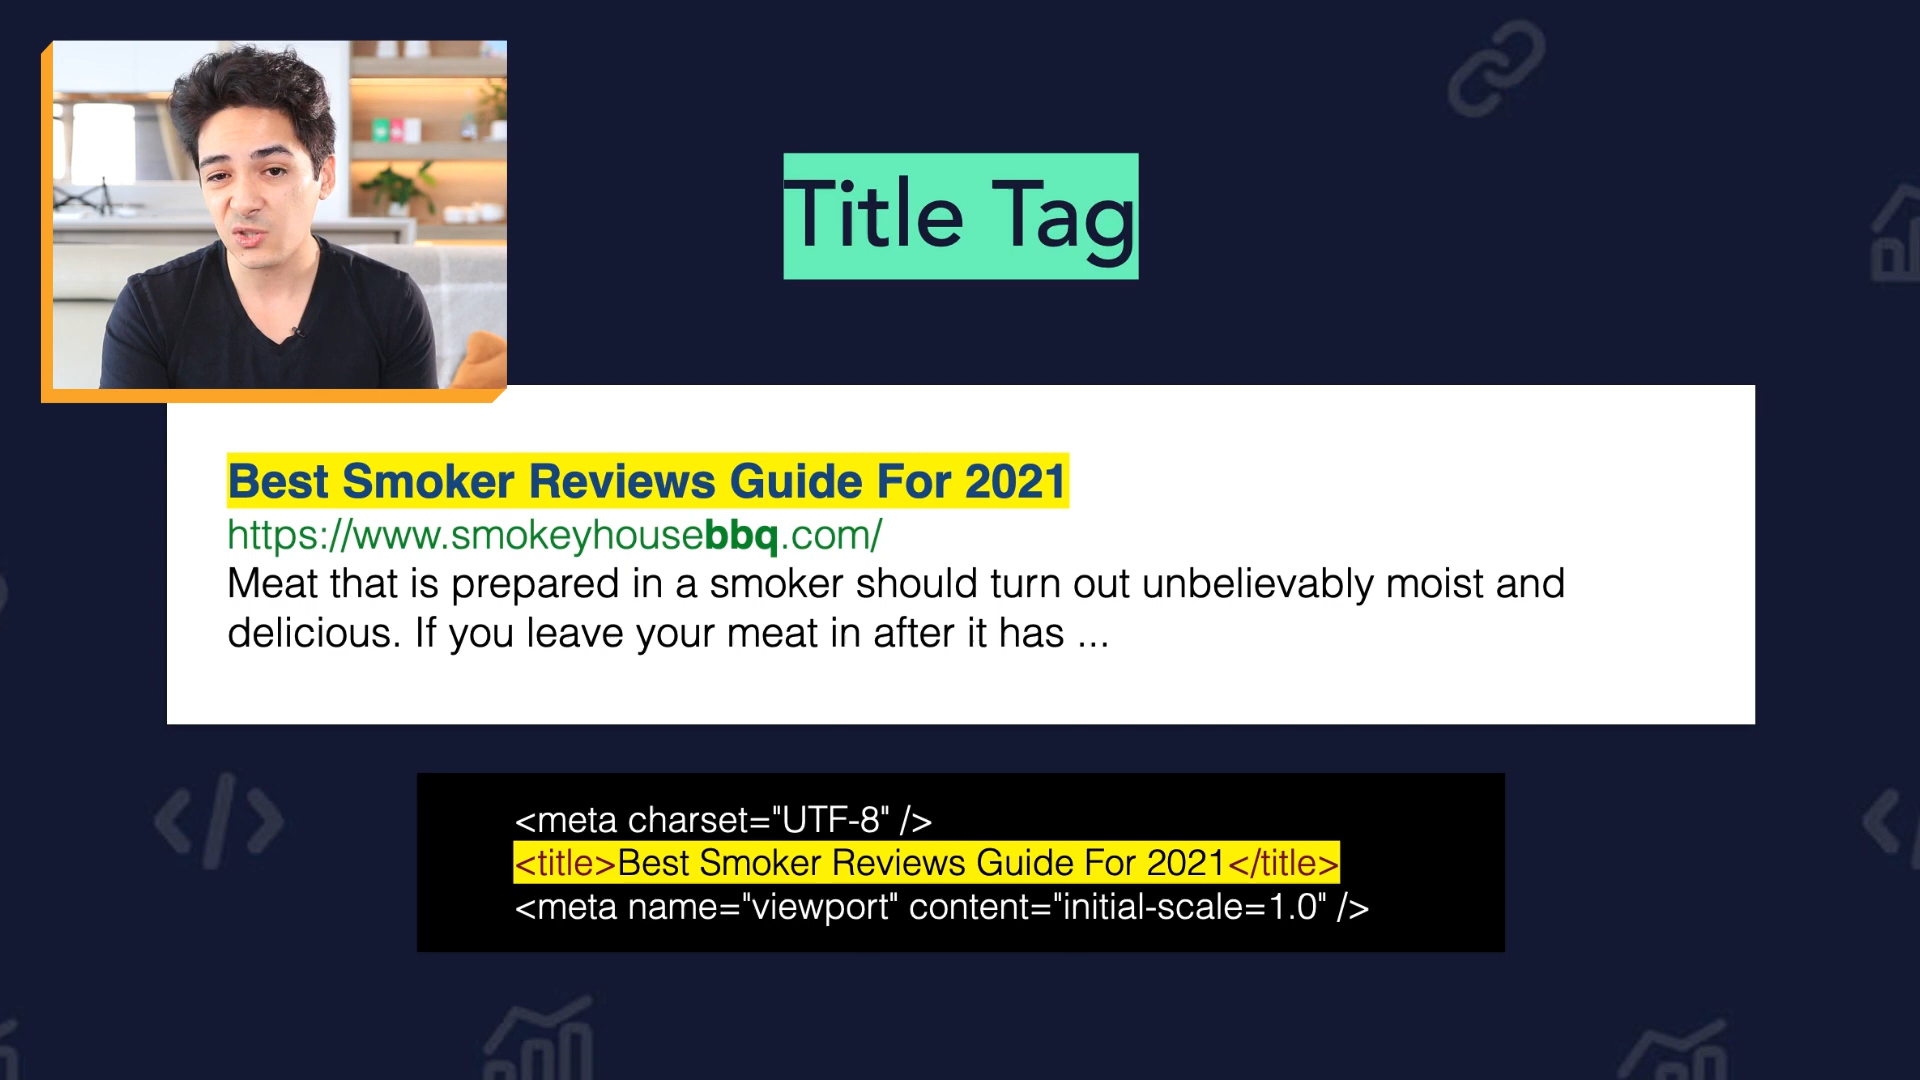 Title Tag
Best Smoker Reviews Guide For 2021
https://www.smokeyhousebbq.com/
Meat that is prepared in a smoker should turn out unbelievably moist and
delicious. If you leave your meat in after it has ...
<meta charset="UTF-8" />
<title>Best Smoker Reviews Guide For 2021</title>
<meta name="viewport" content="initial-scale=1.0" />